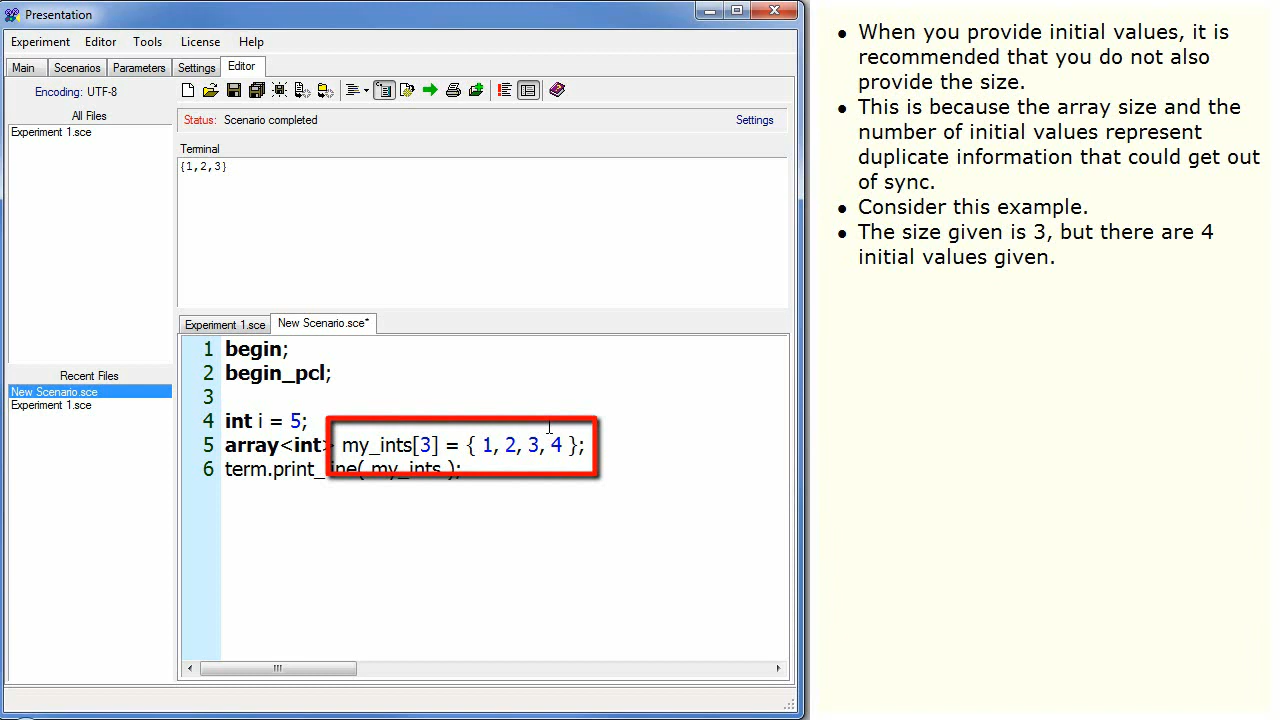 Presentation
Experiment Editor Tools License Help
Main Scenarios Parameters Settings Editor
Encoding: UTF-8
All Files
Experiment 1.sce
Status: Scenario completed Settings
Terminal
{1,2,3}
Recent Files
New Scenario.sce
Experiment 1.sce
Experiment 1.sce New Scenario.sce*
1 begin;
2 begin_pcl;
3
4 int i = 5;
5 array<int> my_ints[3] = { 1, 2, 3, 4 };
6 term.print_line( my_ints );
• When you provide initial values, it is
recommended that you do not also
provide the size.
• This is because the array size and the
number of initial values represent
duplicate information that could get out
of sync.
• Consider this example.
• The size given is 3, but there are 4
initial values given.